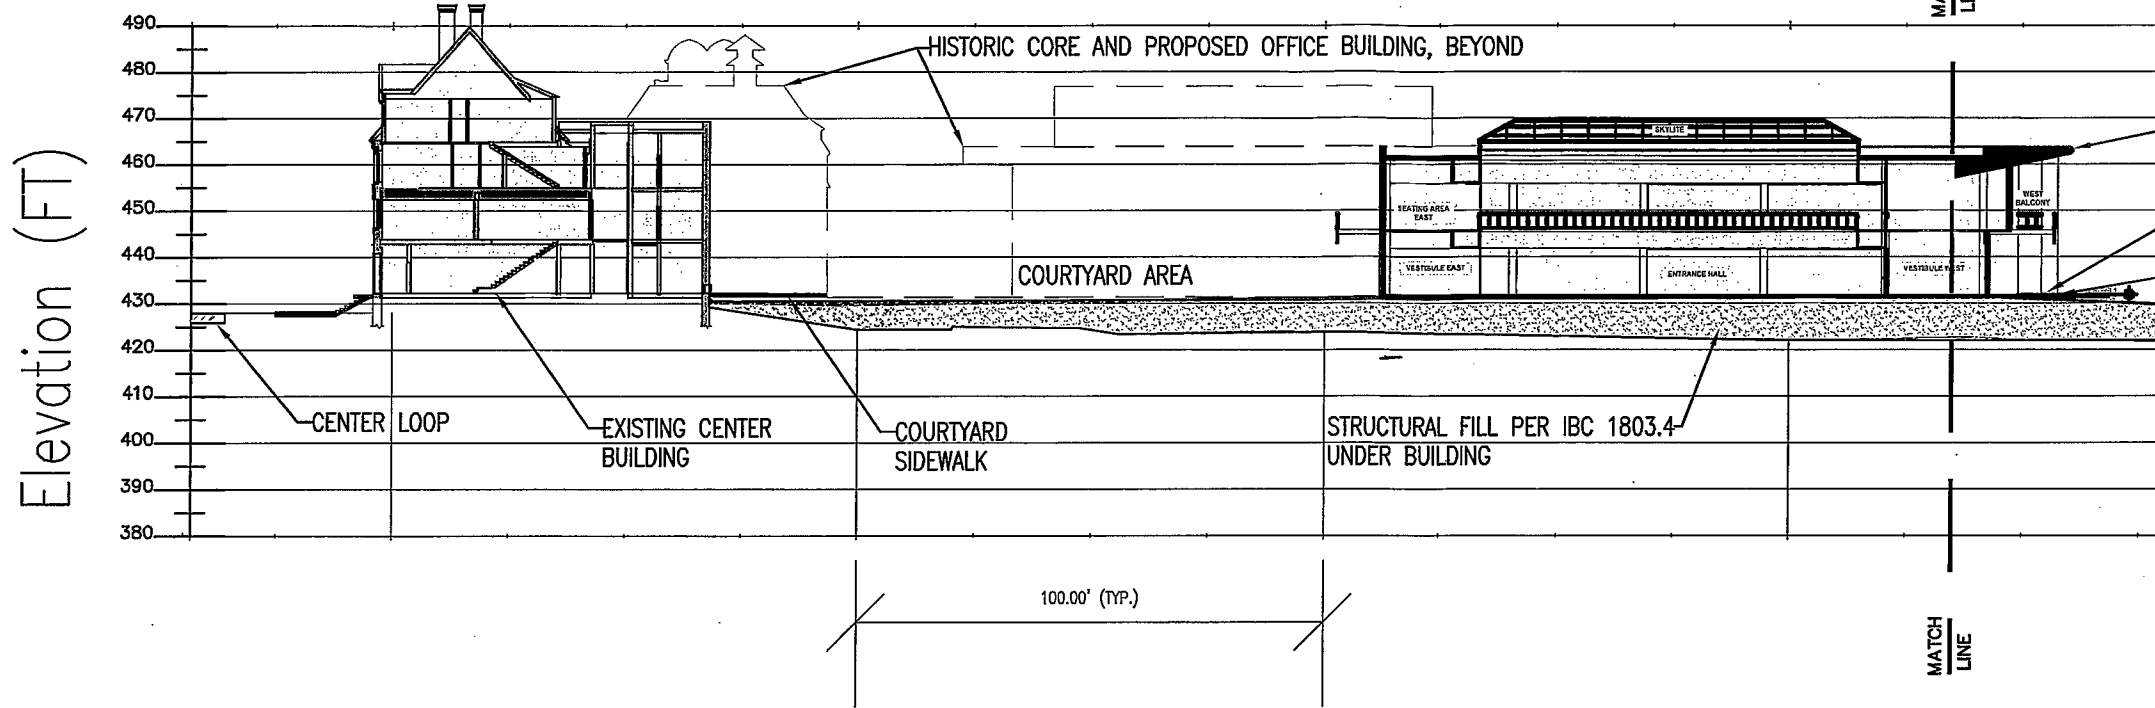 Elevation (FT)
490
480
470
460
450
440
430
420
410
400
390
380
HISTORIC CORE AND PROPOSED OFFICE BUILDING, BEYOND
SKYLITE
SEATING AREA
EAST
WEST
BALCONY
COURTYARD AREA
VESTIBULE EAST
ENTRANCE HALL
VESTIBULE WEST
CENTER LOOP
EXISTING CENTER
BUILDING
COURTYARD
SIDEWALK
STRUCTURAL FILL PER IBC 1803.4
UNDER BUILDING
100.00' (TYP.)
MATCH
LINE